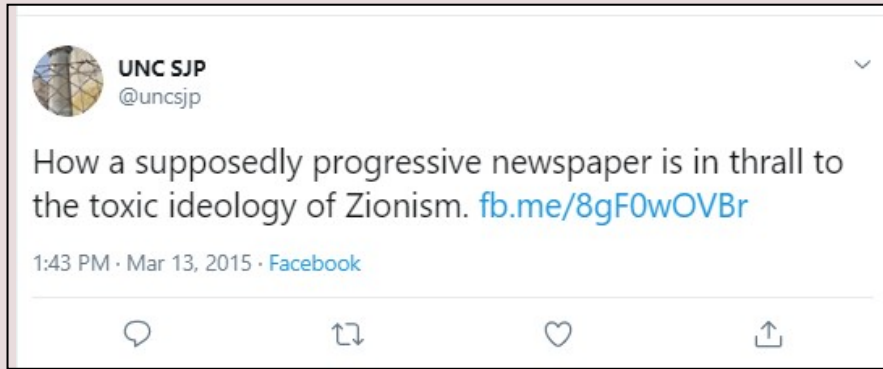 UNC SJP
@uncsjp
How a supposedly progressive newspaper is in thrall to
the toxic ideology of Zionism. fb.me/8gF0wOVBr
1:43 PM · Mar 13, 2015 · Facebook